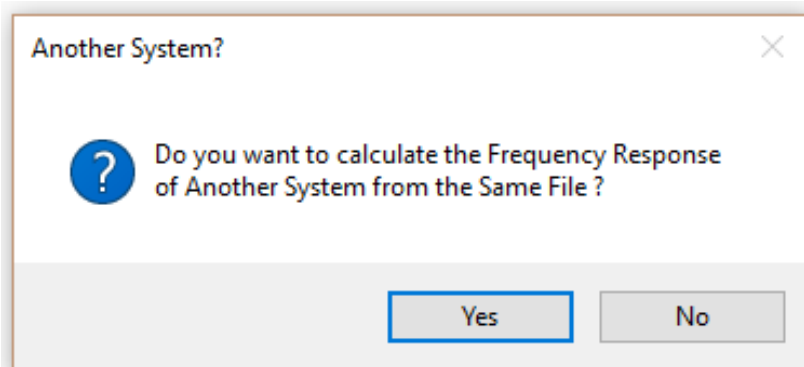 Another System?
Do you want to calculate the Frequency Response
of Another System from the Same File ?
Yes
No